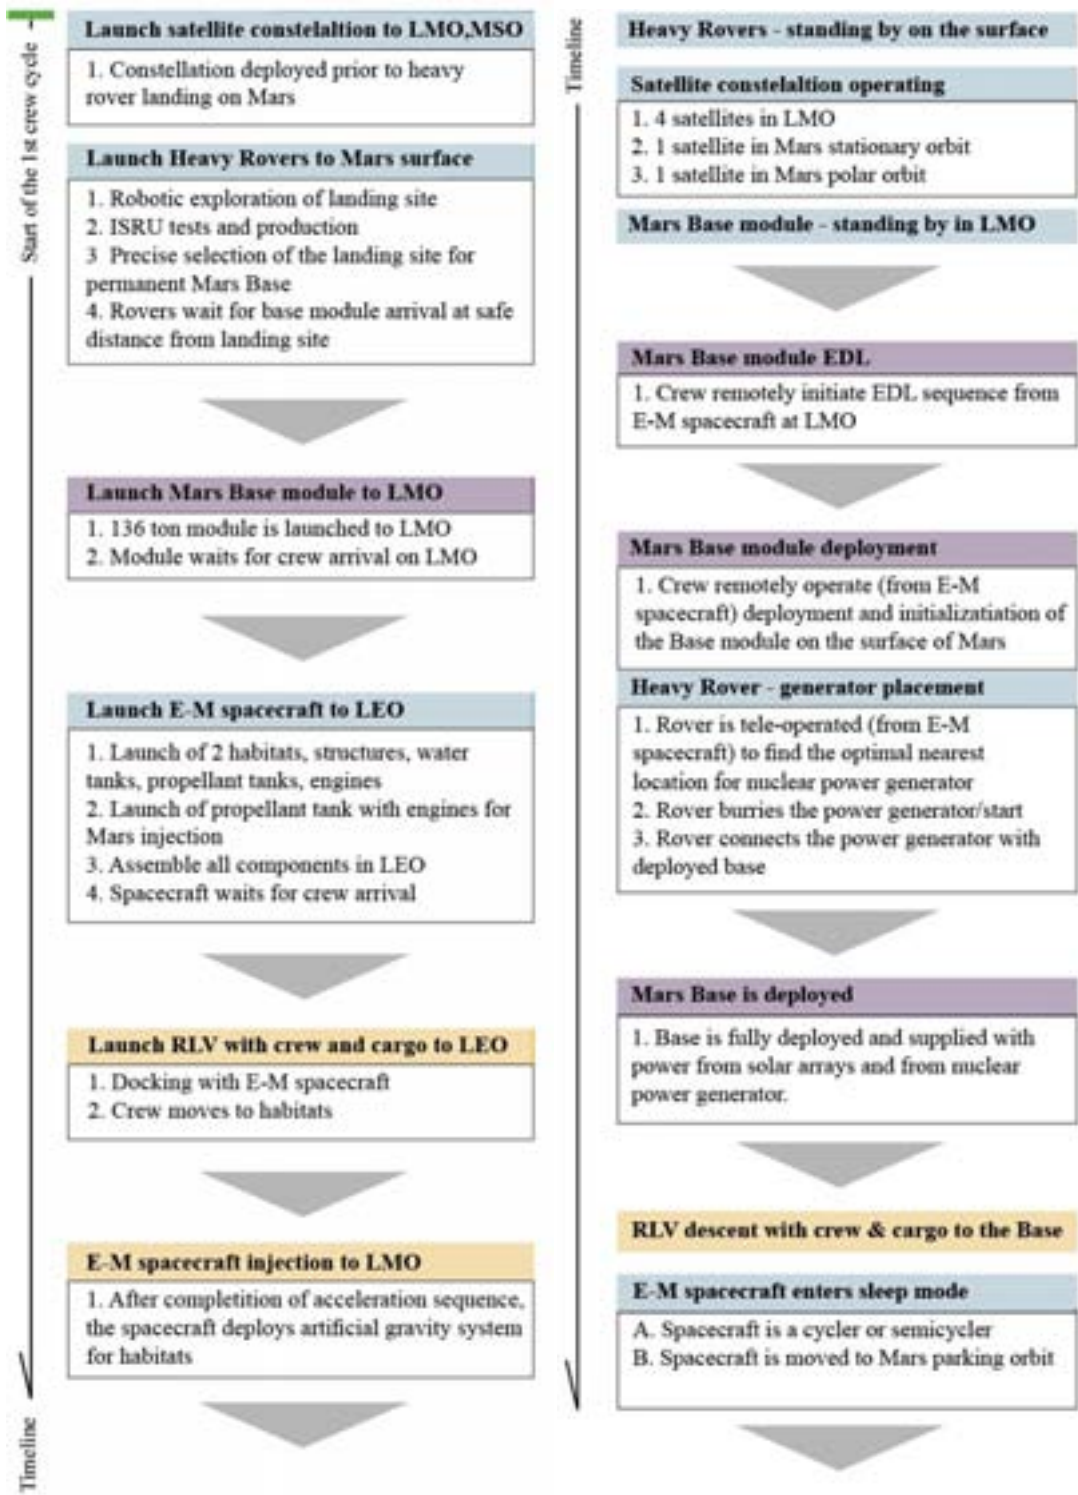 Start of the 1st crew cycle
Launch satellite constelaltion to LMO,MSO
1. Constellation deployed prior to heavy
rover landing on Mars
Launch Heavy Rovers to Mars surface
1. Robotic exploration of landing site
2. ISRU tests and production
3 Precise selection of the landing site for
permanent Mars Base
4. Rovers wait for base module arrival at safe
distance from landing site
Launch Mars Base module to LMO
1. 136 ton module is launched to LMO
2. Module waits for crew arrival on LMO
Launch E-M spacecraft to LEO
1. Launch of 2 habitats, structures, water
tanks, propellant tanks, engines
2. Launch of propellant tank with engines for
Mars injection
3. Assemble all components in LEO
4. Spacecraft waits for crew arrival
Launch RLV with crew and cargo to LEO
1. Docking with E-M spacecraft
2. Crew moves to habitats
E-M spacecraft injection to LMO
1. After completition of acceleration sequence,
the spacecraft deploys artificial gravity system
for habitats
Timeline
Timeline
Heavy Rovers - standing by on the surface
Satellite constelaltion operating
1. 4 satellites in LMO
2. 1 satellite in Mars stationary orbit
3. 1 satellite in Mars polar orbit
Mars Base module - standing by in LMO
Mars Base module EDL
1. Crew remotely initiate EDL sequence from
E-M spacecraft at LMO
Mars Base module deployment
1. Crew remotely operate (from E-M
spacecraft) deployment and initializatiation of
the Base module on the surface of Mars
Heavy Rover - generator placement
1. Rover is tele-operated (from E-M
spacecraft) to find the optimal nearest
location for nuclear power generator
2. Rover burries the power generator/start
3. Rover connects the power generator with
deployed base
Mars Base is deployed
1. Base is fully deployed and supplied with
power from solar arrays and from nuclear
power generator.
RLV descent with crew & cargo to the Base
E-M spacecraft enters sleep mode
A. Spacecraft is a cycler or semicycler
B. Spacecraft is moved to Mars parking orbit